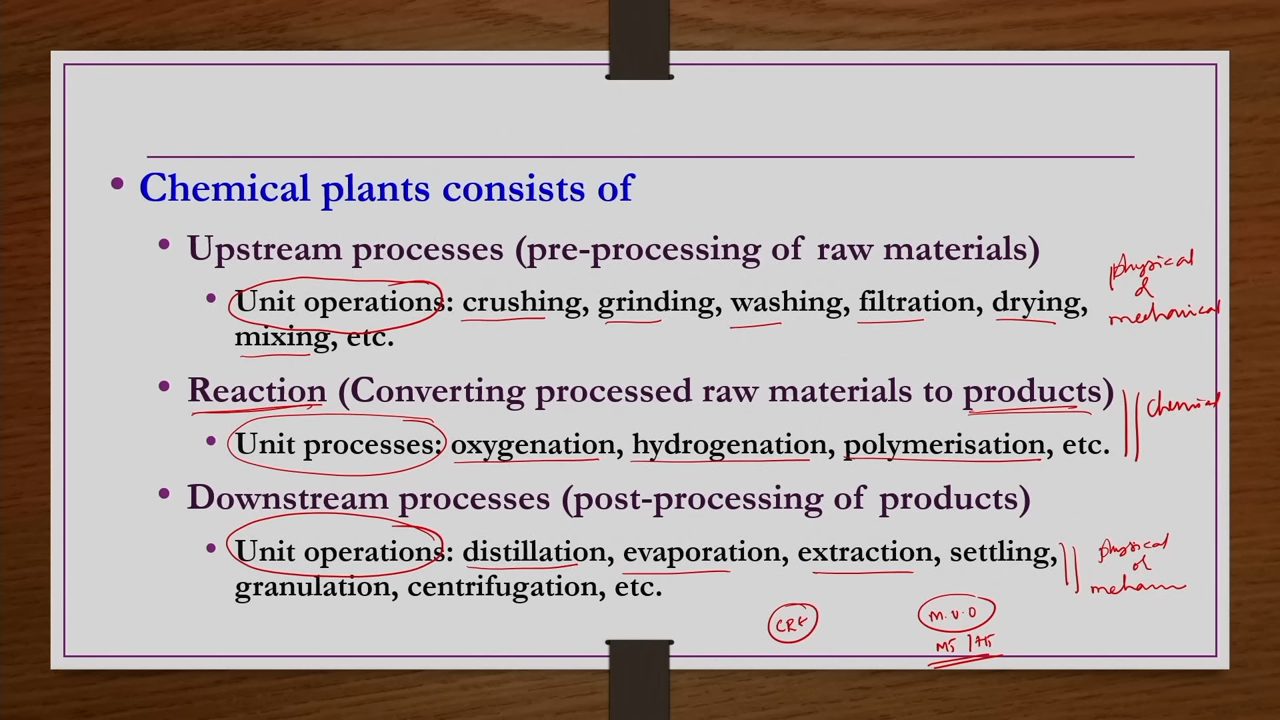 • Chemical plants consists of
• Upstream processes (pre-processing of raw materials)
• Unit operations: crushing, grinding, washing, filtration, drying,
mixing, etc.
physical
&
mechanical
• Reaction (Converting processed raw materials to products)
• Unit processes: oxygenation, hydrogenation, polymerisation, etc.
chemical
• Downstream processes (post-processing of products)
• Unit operations: distillation, evaporation, extraction, settling,
granulation, centrifugation, etc.
physical
or
M.U.O